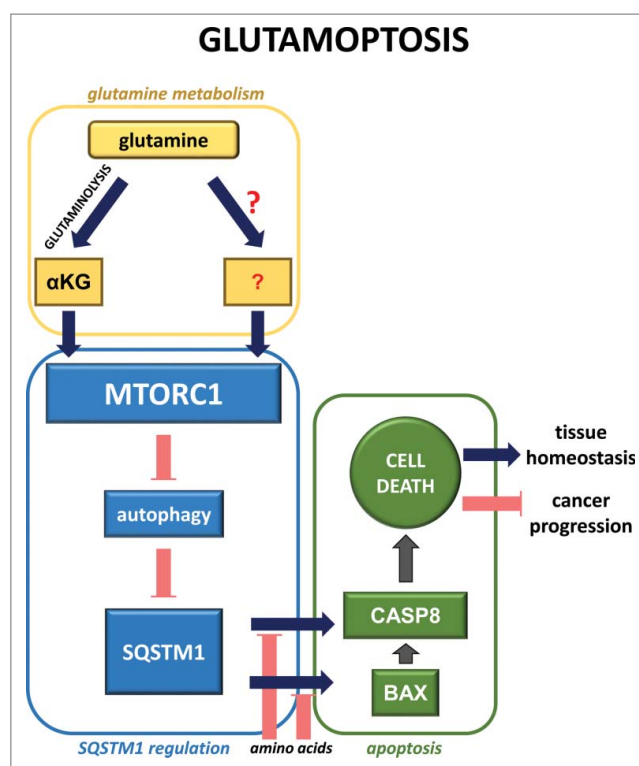 GLUTAMOPTOSIS
glutamine metabolism
glutamine
GLUTAMINOLYSIS
?
αKG
?
MTORC1
autophagy
SQSTM1
CELL
DEATH
tissue
homeostasis
cancer
progression
CASP8
BAX
SQSTM1 regulation
amino acids
apoptosis